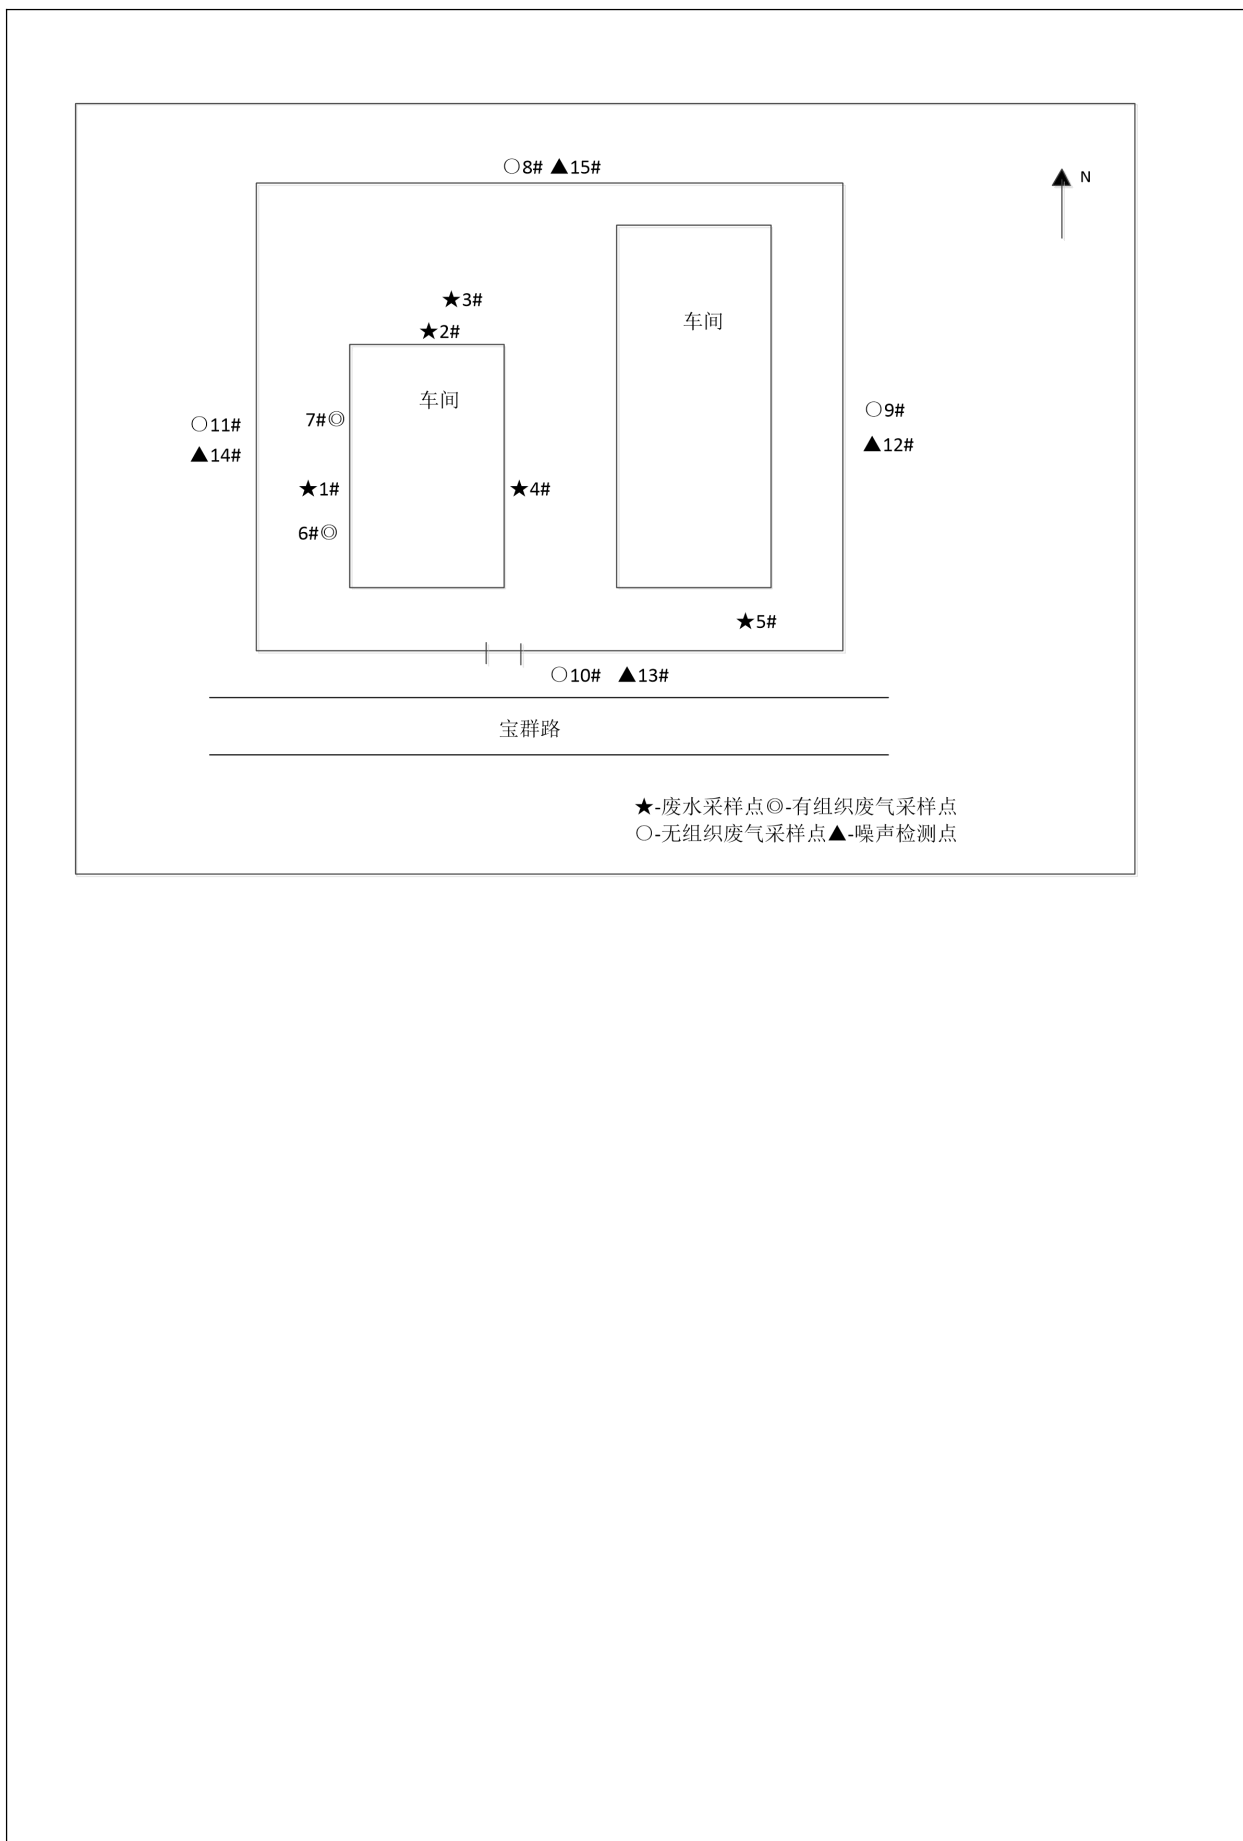 ○8# ▲15#
N
★3#
车间
★2#
车间
7#◎
○11#
○9#
▲14#
▲12#
★1#
★4#
6#◎
★5#
○10# ▲13#
宝群路
★-废水采样点◎-有组织废气采样点
○-无组织废气采样点▲-噪声检测点